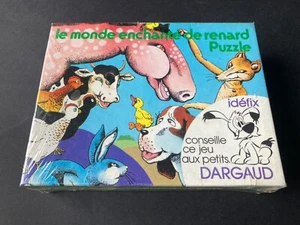 le monde enchanté de renard
Puzzle
idéfix
conseille
ce jeu
aux petits.
DARGAUD